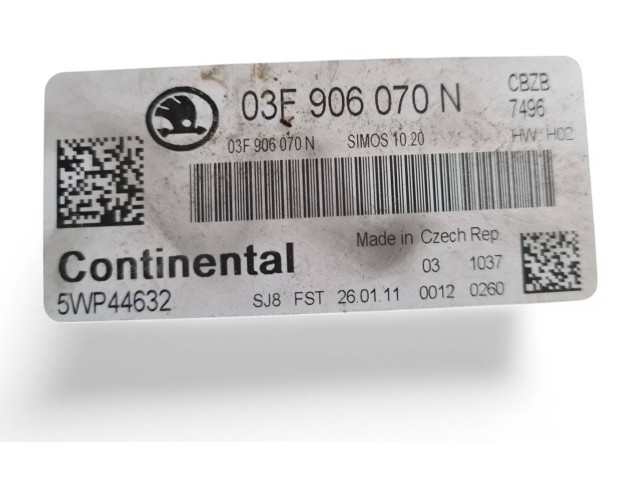 03F 906 070 N CBZB
7496
03F 906 070 N SIMOS 10.20 HW H02
Made in Czech Rep
Continental 03 1037
5WP44632 SJ8 FST 26.01.11 0012 0260